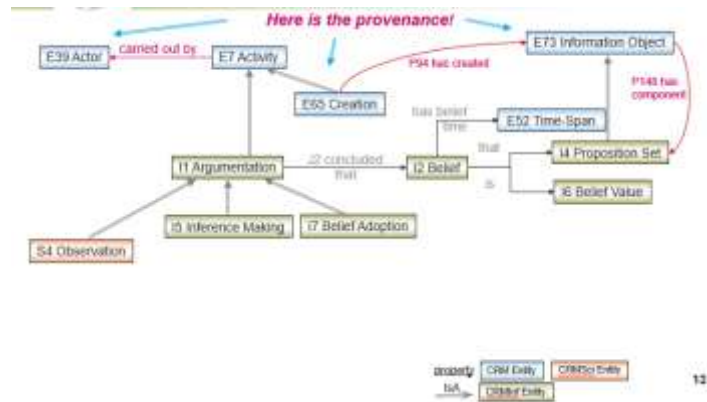 Here is the provenance!
E39 Actor
carried out by
E7 Activity
E73 Information Object
P94 has created
P148 has
component
E65 Creation
has belief
time
E52 Time-Span
that
I4 Proposition Set
I1 Argumentation
J2 concluded
that
I2 Belief
is
I6 Belief Value
I5 Inference Making
I7 Belief Adoption
S4 Observation
property
CRM Entity
CRMSci Entity
IsA
CRMInf Entity
13